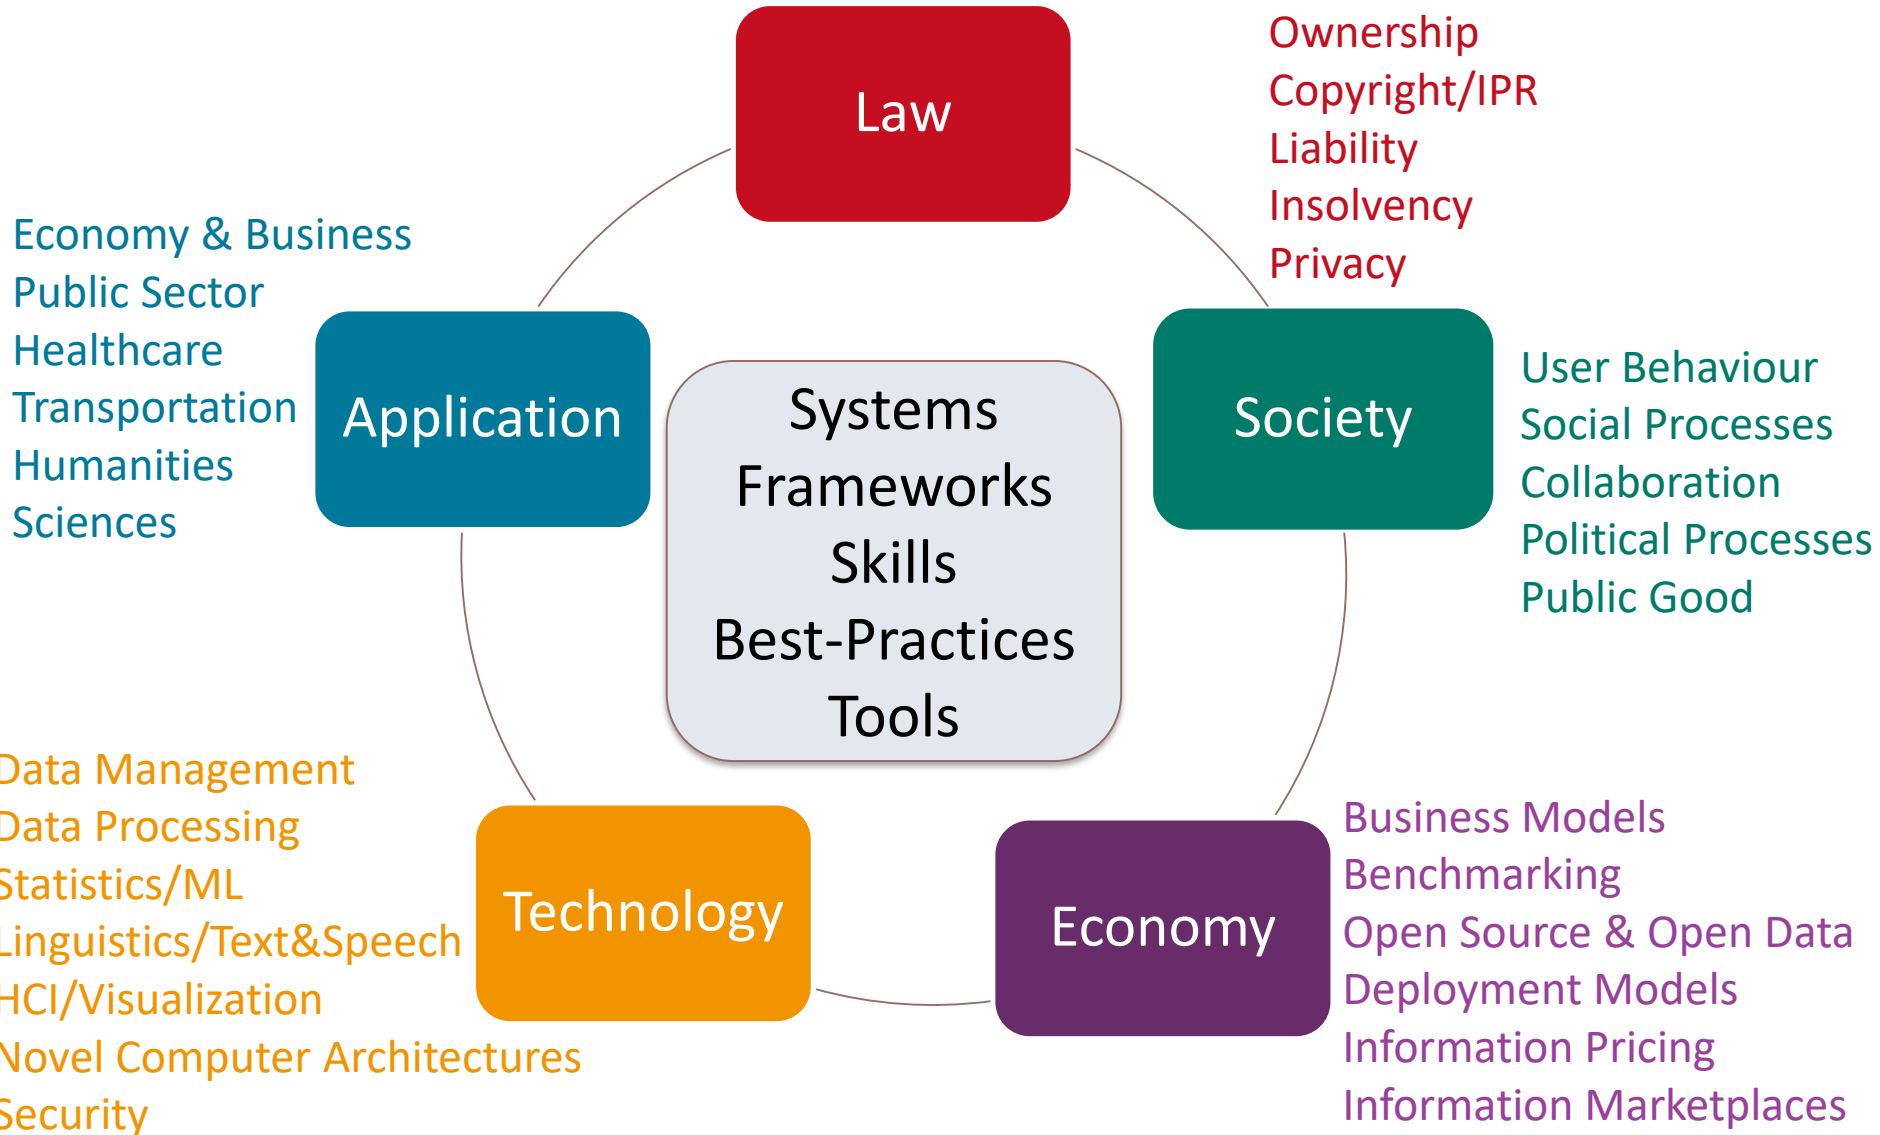 Law
Ownership
Copyright/IPR
Liability
Insolvency
Privacy
Economy & Business
Public Sector
Healthcare
Transportation
Humanities
Sciences
Application
Systems
Frameworks
Skills
Best-Practices
Tools
Society
User Behaviour
Social Processes
Collaboration
Political Processes
Public Good
Data Management
Data Processing
Statistics/ML
Linguistics/Text&Speech
HCI/Visualization
Novel Computer Architectures
Security
Technology
Economy
Business Models
Benchmarking
Open Source & Open Data
Deployment Models
Information Pricing
Information Marketplaces